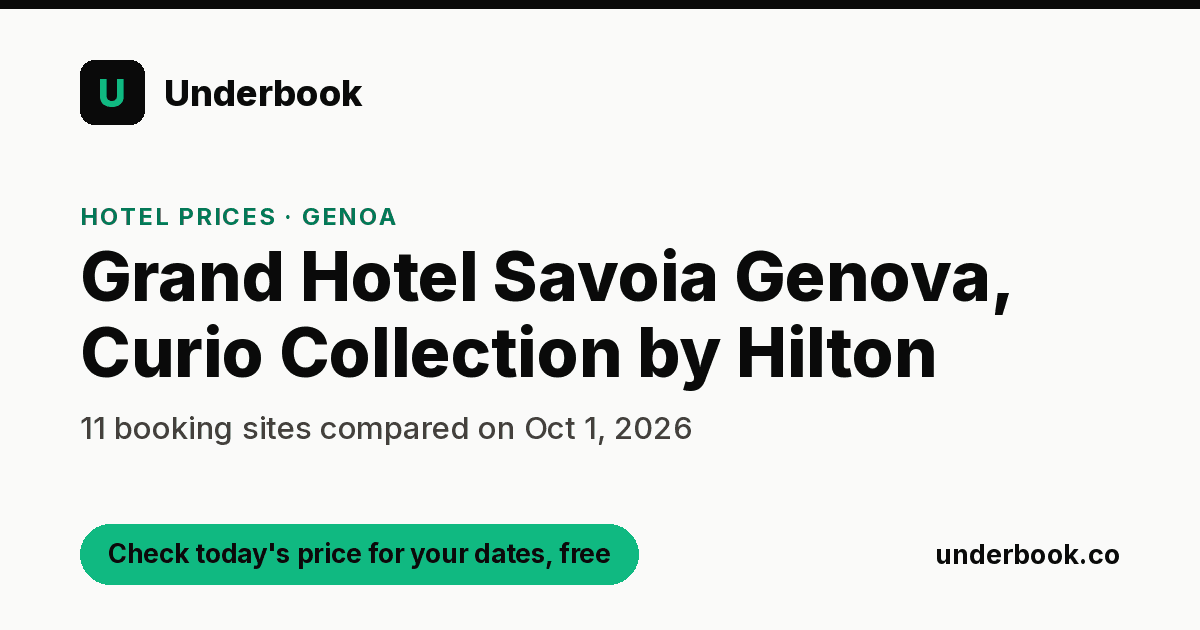 U Underbook
HOTEL PRICES · GENOA
Grand Hotel Savoia Genova,
Curio Collection by Hilton
11 booking sites compared on Oct 1, 2026
Check today's price for your dates, free
underbook.co